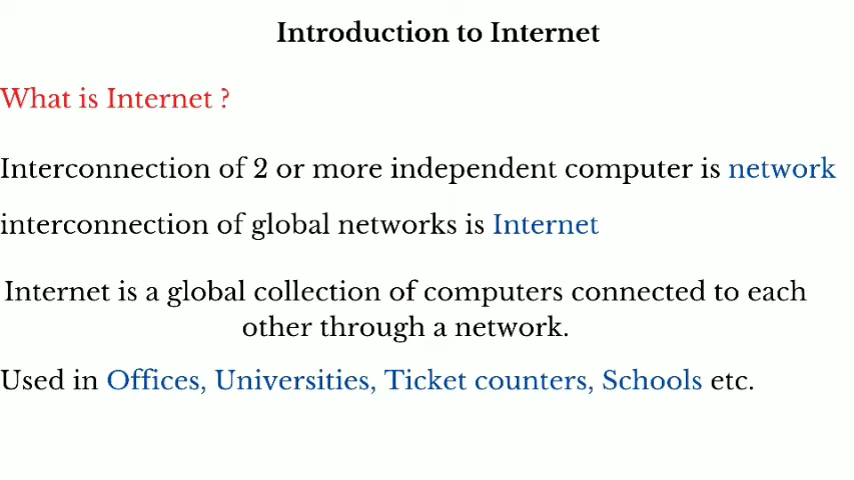 Introduction to Internet
What is Internet ?
Interconnection of 2 or more independent computer is network
interconnection of global networks is Internet
Internet is a global collection of computers connected to each
other through a network.
Used in Offices, Universities, Ticket counters, Schools etc.